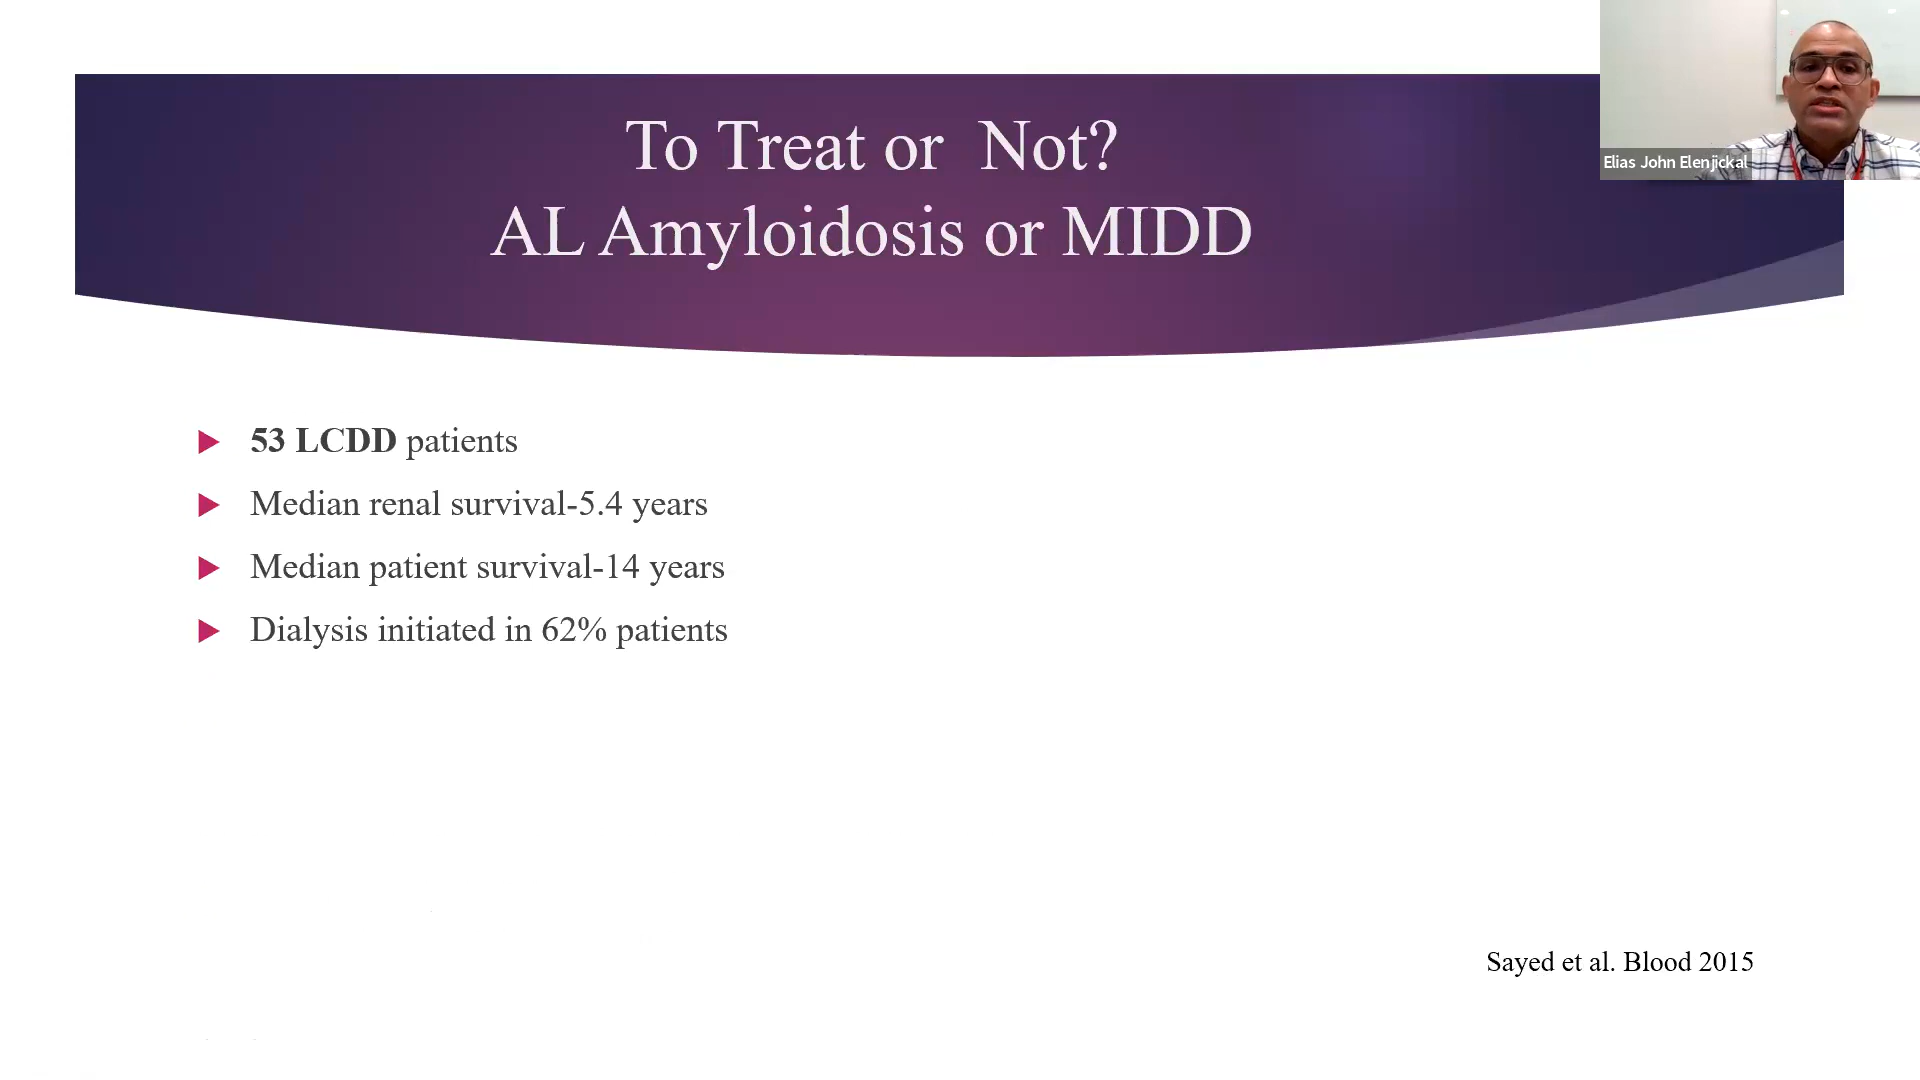 To Treat or Not?
AL Amyloidosis or MIDD
Elias John Elenjickal
53 LCDD patients
Median renal survival-5.4 years
Median patient survival-14 years
Dialysis initiated in 62% patients
Sayed et al. Blood 2015